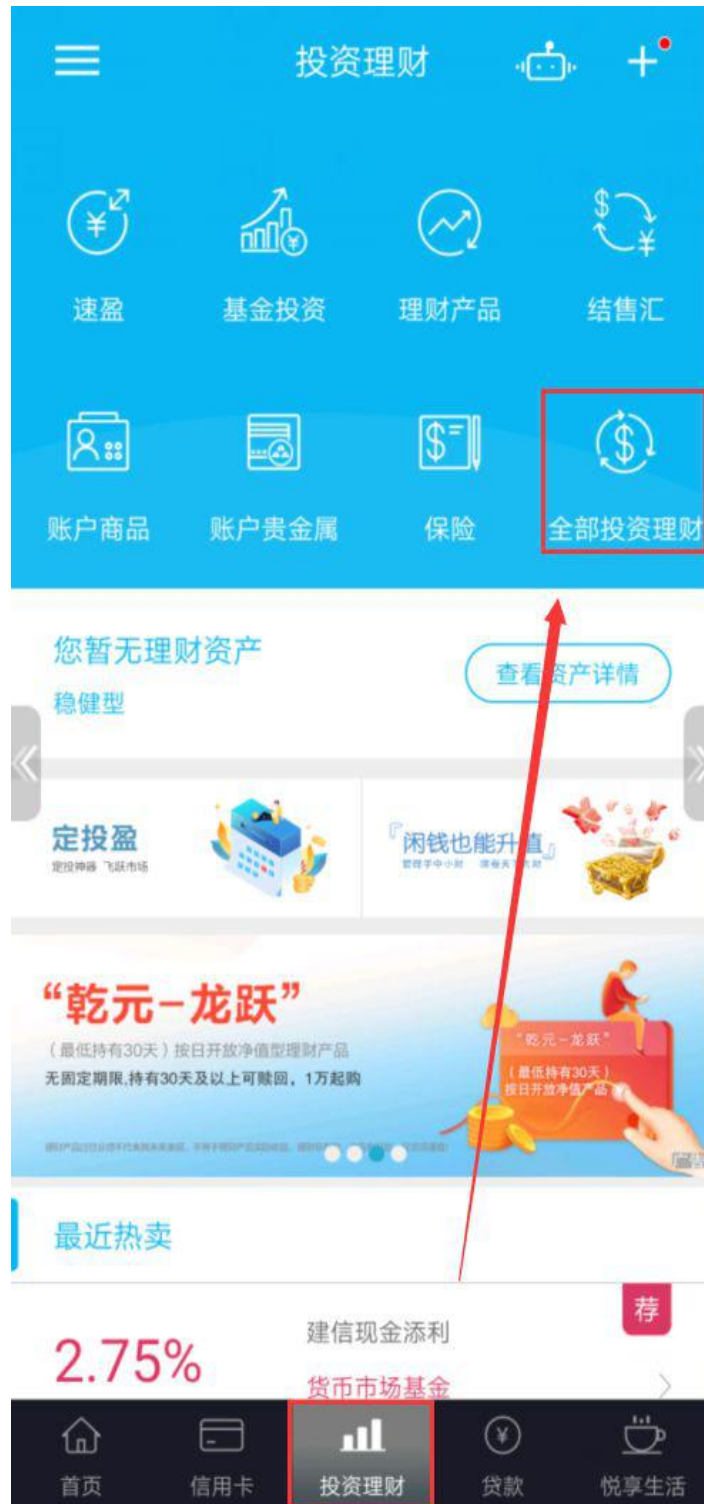 投资理财
速盈
基金投资
理财产品
结售汇
账户商品
账户贵金属
保险
全部投资理财
您暂无理财资产
查看资产详情
稳健型
定投盈
定投神器 飞跃市场
『闲钱也能升值』
“乾元-龙跃”
(最低持有30天)按日开放净值型理财产品
无固定期限,持有30天及以上可赎回，1万起购
“乾元-龙跃”
(最低持有30天)
按日开放净值产品
最近热卖
荐
2.75%
建信现金添利
货币市场基金
首页
信用卡
投资理财
贷款
悦享生活